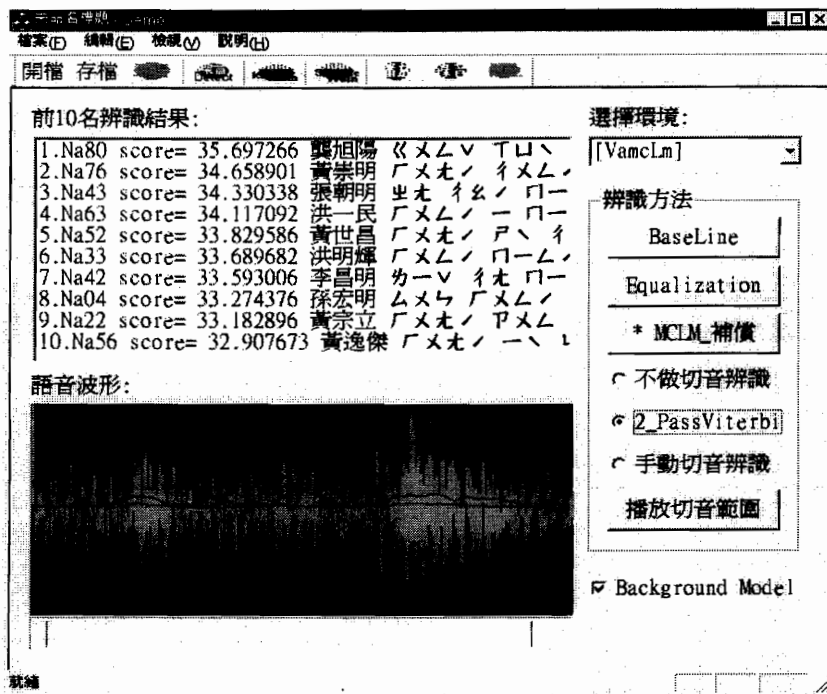 檔案(F) 編輯(E) 檢視(V) 說明(H)
開檔 存檔
前10名辨識結果:
1.Na80 score= 35.697266 龔旭陽 ㄍㄨㄥˇ ㄒㄩˋ
2.Na76 score= 34.658901 黃崇明 ㄏㄨㄤˊ ㄔㄨㄥˊ
3.Na43 score= 34.330338 張朝明 ㄓㄤ ㄔㄠˊ ㄇㄧ
4.Na63 score= 34.117092 洪一民 ㄏㄨㄥˊ ㄧ ㄇㄧ
5.Na52 score= 33.829586 黃世昌 ㄏㄨㄤˊ ㄕˋ ㄔ
6.Na33 score= 33.689682 洪明輝 ㄏㄨㄥˊ ㄇㄧㄥˊ
7.Na42 score= 33.593006 李昌明 ㄌㄧˇ ㄔㄤ ㄇㄧ
8.Na04 score= 33.274376 孫宏明 ㄙㄨㄣ ㄏㄨㄥˊ
9.Na22 score= 33.182896 黃宗立 ㄏㄨㄤˊ ㄗㄨㄥ
10.Na56 score= 32.907673 黃逸傑 ㄏㄨㄤˊ ㄧˋ
語音波形:
選擇環境:
[VamcLm]
辨識方法
BaseLine
Equalization
* MCLM_補償
不做切音辨識
2_PassViterbi
手動切音辨識
播放切音範圍
Background Model
就緒